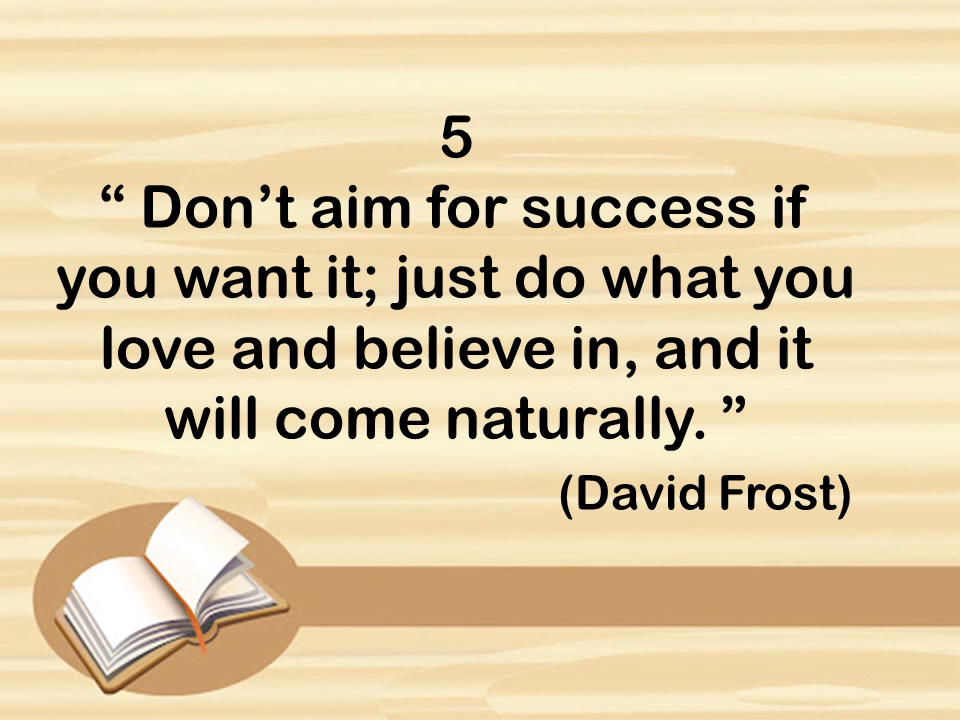 5
“ Don’t aim for success if
you want it; just do what you
love and believe in, and it
will come naturally. ”
(David Frost)